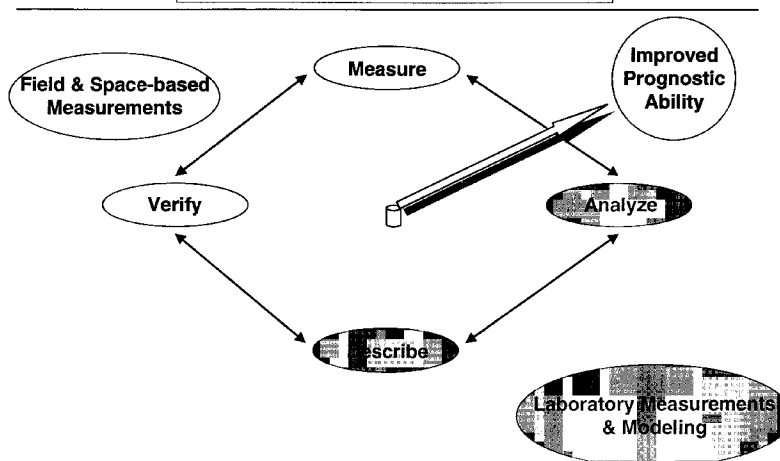 Measure
Improved
Prognostic
Ability
Field & Space-based
Measurements
Verify
Analyze
Describe
Laboratory Measurements
& Modeling